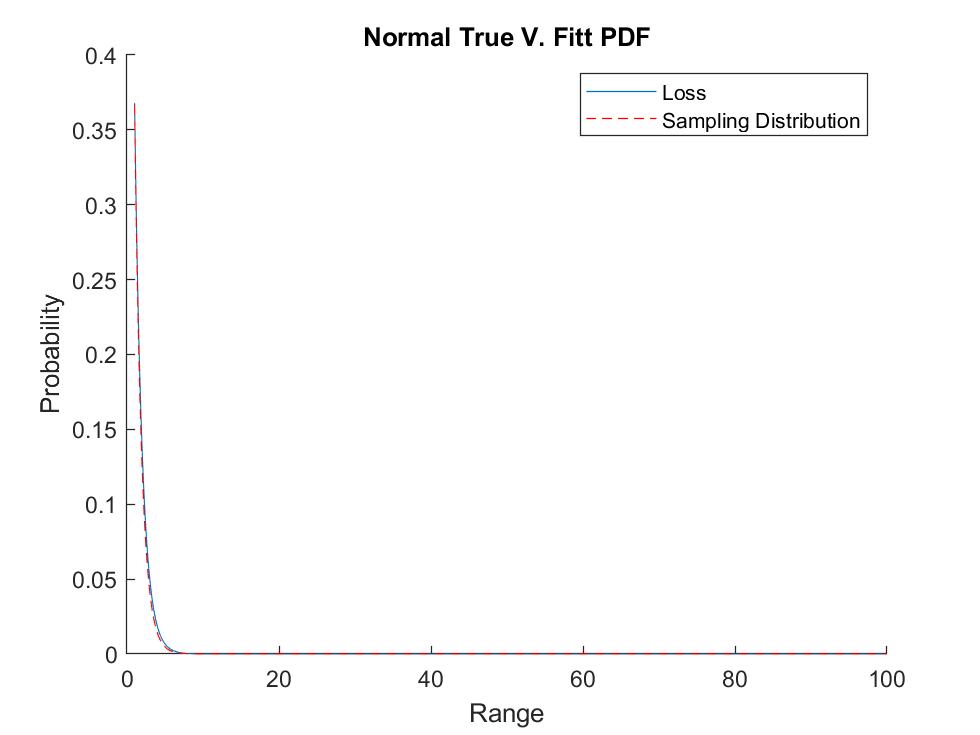 Normal True V. Fitt PDF
Loss
Sampling Distribution
0.4
0.35
0.3
0.25
0.2
0.15
0.1
0.05
0
Probability
0 20 40 60 80 100
Range